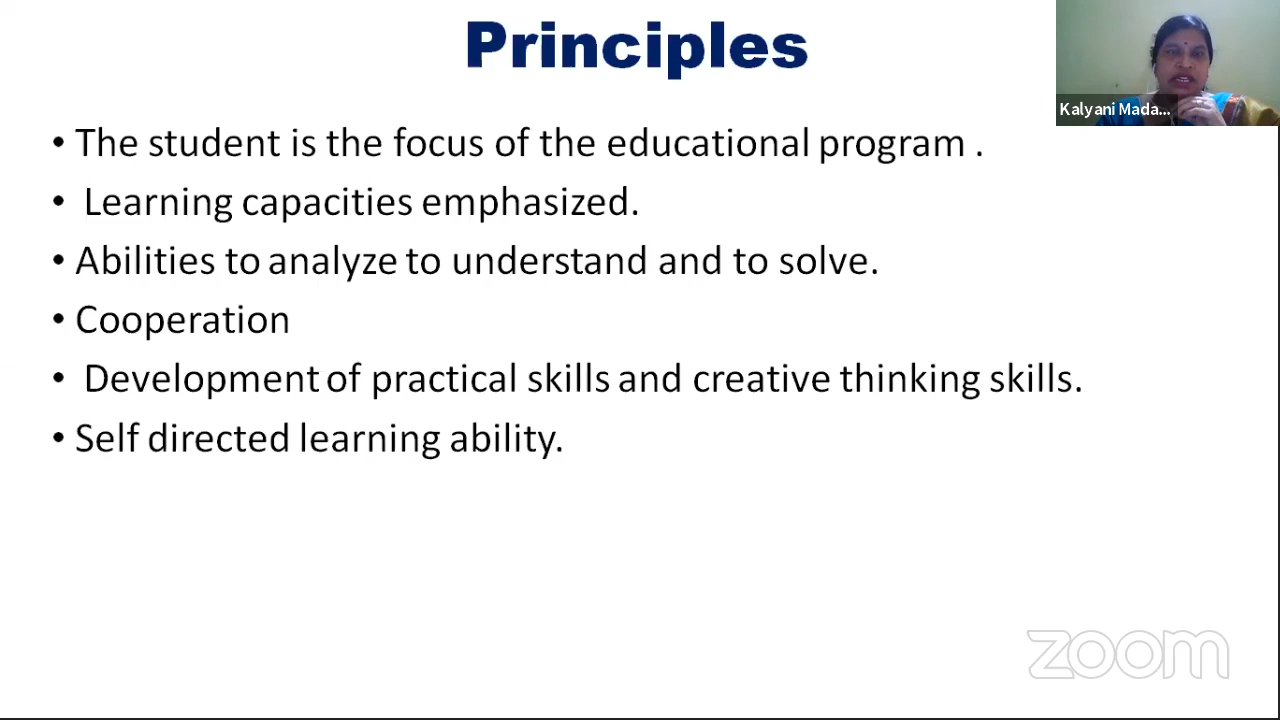 Principles
Kalyani Mada...
• The student is the focus of the educational program .
• Learning capacities emphasized.
• Abilities to analyze to understand and to solve.
• Cooperation
• Development of practical skills and creative thinking skills.
• Self directed learning ability.
zoom